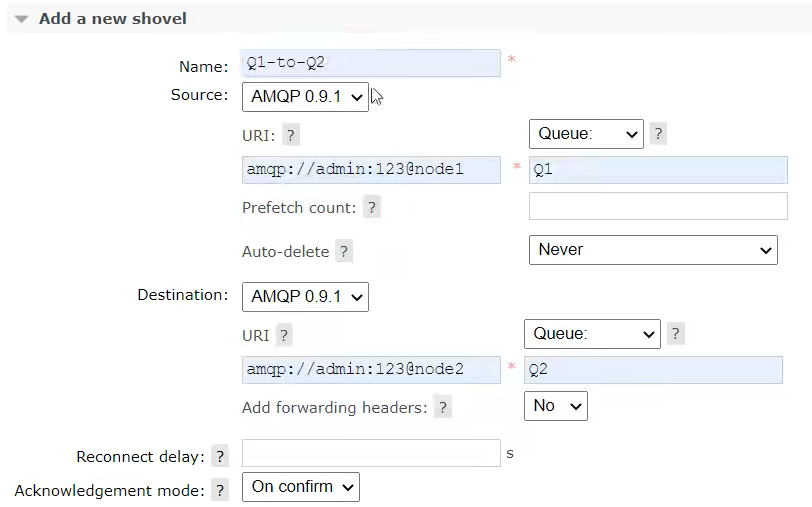 Add a new shovel
Name: Q1-to-Q2 *
Source: AMQP 0.9.1
URI: ? Queue: ?
amqp://admin:123@node1 * Q1
Prefetch count: ?
Auto-delete ? Never
Destination: AMQP 0.9.1
URI ? Queue: ?
amqp://admin:123@node2 * Q2
Add forwarding headers: ? No
Reconnect delay: ? s
Acknowledgement mode: ? On confirm